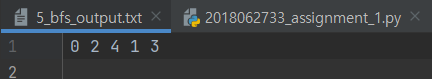 5_bfs_output.txt
2018062733_assignment_1.py
1 0 2 4 1 3
2